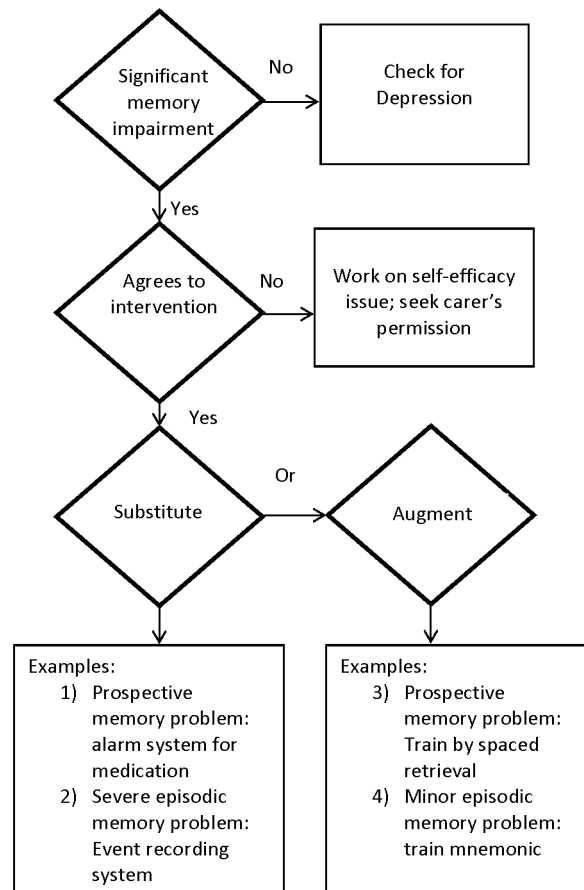 Significant
memory
impairment
No
Check for
Depression
Yes
Agrees to
intervention
No
Work on self-efficacy
issue; seek carer's
permission
Yes
Substitute
Or
Augment
Examples:
1) Prospective
memory problem:
alarm system for
medication
2) Severe episodic
memory problem:
Event recording
system
Examples:
3) Prospective
memory problem:
Train by spaced
retrieval
4) Minor episodic
memory problem:
train mnemonic